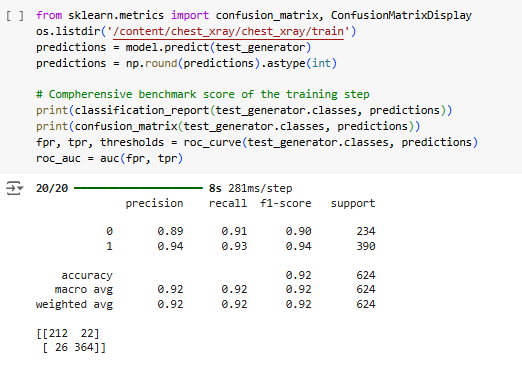 [ ] from sklearn.metrics import confusion_matrix, ConfusionMatrixDisplay
os.listdir('/content/chest_xray/chest_xray/train')
predictions = model.predict(test_generator)
predictions = np.round(predictions).astype(int)
# Compherensive benchmark score of the training step
print(classification_report(test_generator.classes, predictions))
print(confusion_matrix(test_generator.classes, predictions))
fpr, tpr, thresholds = roc_curve(test_generator.classes, predictions)
roc_auc = auc(fpr, tpr)
20/20 ━━━━━━━━━━━━━━━━━━━━ 8s 281ms/step
precision recall f1-score support
0 0.89 0.91 0.90 234
1 0.94 0.93 0.94 390
accuracy 0.92 624
macro avg 0.92 0.92 0.92 624
weighted avg 0.92 0.92 0.92 624
[[212 22]
[ 26 364]]